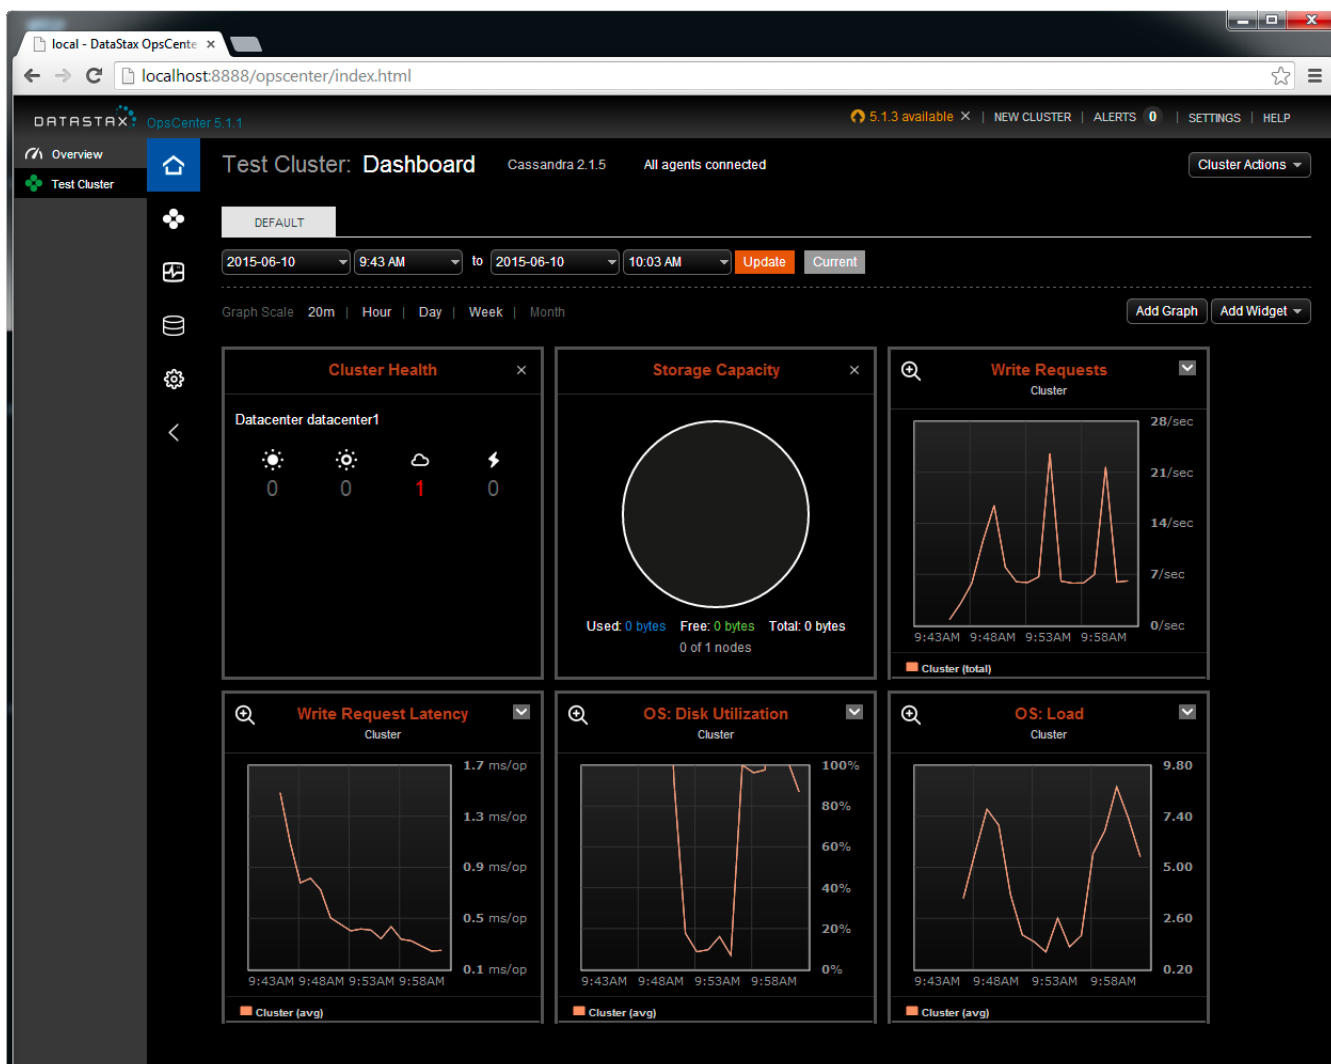 local - DataStax OpsCente
localhost:8888/opscenter/index.html
DATASTAX OpsCenter 5.1.1
5.1.3 available × | NEW CLUSTER | ALERTS 0 | SETTINGS | HELP
Overview
Test Cluster
Test Cluster: Dashboard Cassandra 2.1.5 All agents connected
Cluster Actions
DEFAULT
2015-06-10 9:43 AM to 2015-06-10 10:03 AM Update Current
Graph Scale 20m | Hour | Day | Week | Month
Add Graph Add Widget
Cluster Health
Datacenter datacenter1
0 0 1 0
Storage Capacity
Used: 0 bytes Free: 0 bytes Total: 0 bytes
0 of 1 nodes
Write Requests
Cluster
28/sec
21/sec
14/sec
7/sec
0/sec
9:43AM 9:48AM 9:53AM 9:58AM
Cluster (total)
Write Request Latency
Cluster
1.7 ms/op
1.3 ms/op
0.9 ms/op
0.5 ms/op
0.1 ms/op
9:43AM 9:48AM 9:53AM 9:58AM
Cluster (avg)
OS: Disk Utilization
Cluster
100%
80%
60%
40%
20%
0%
9:43AM 9:48AM 9:53AM 9:58AM
Cluster (avg)
OS: Load
Cluster
9.80
7.40
5.00
2.60
0.20
9:43AM 9:48AM 9:53AM 9:58AM
Cluster (avg)